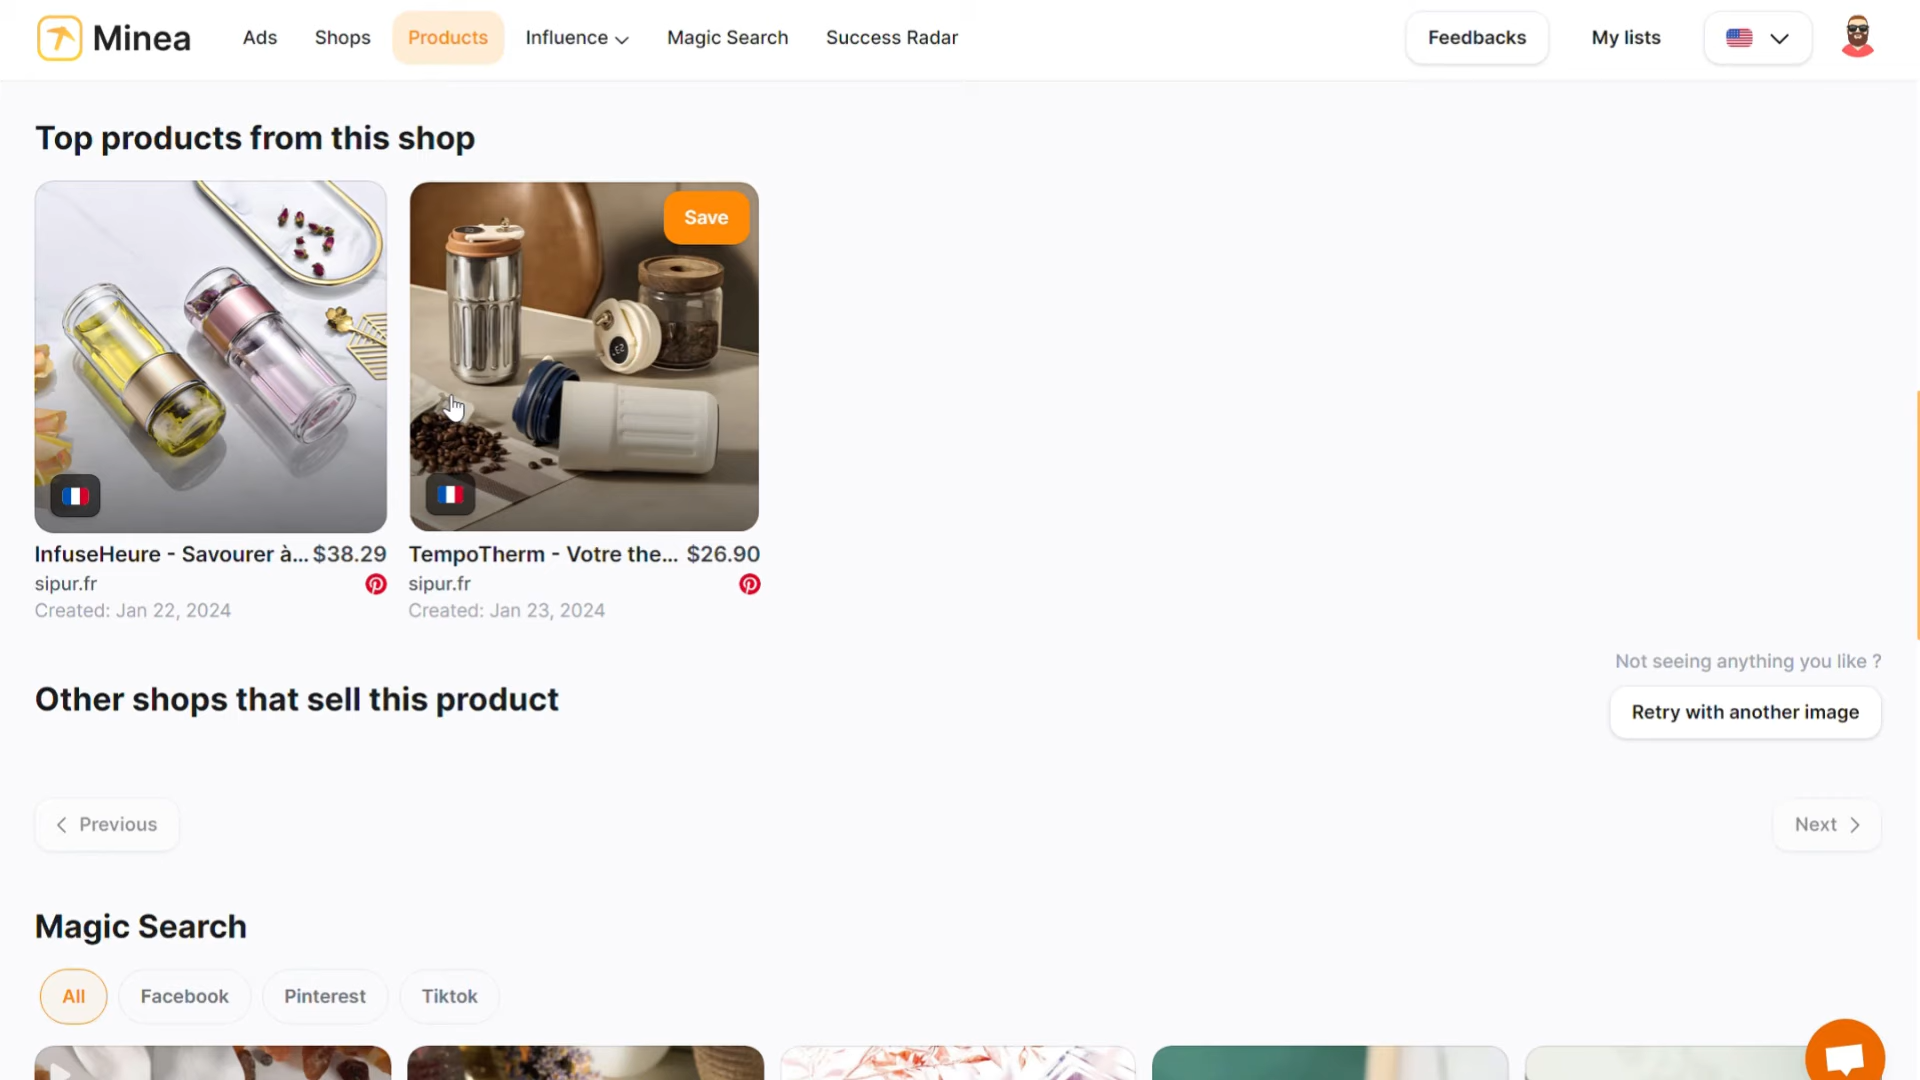 Minea
Ads
Shops
Products
Influence
Magic Search
Success Radar
Feedbacks
My lists
Top products from this shop
Save
InfuseHeure - Savourer à... $38.29
sipur.fr
Created: Jan 22, 2024
TempoTherm - Votre the... $26.90
sipur.fr
Created: Jan 23, 2024
Not seeing anything you like ?
Other shops that sell this product
Retry with another image
Previous
Next
Magic Search
All
Facebook
Pinterest
Tiktok